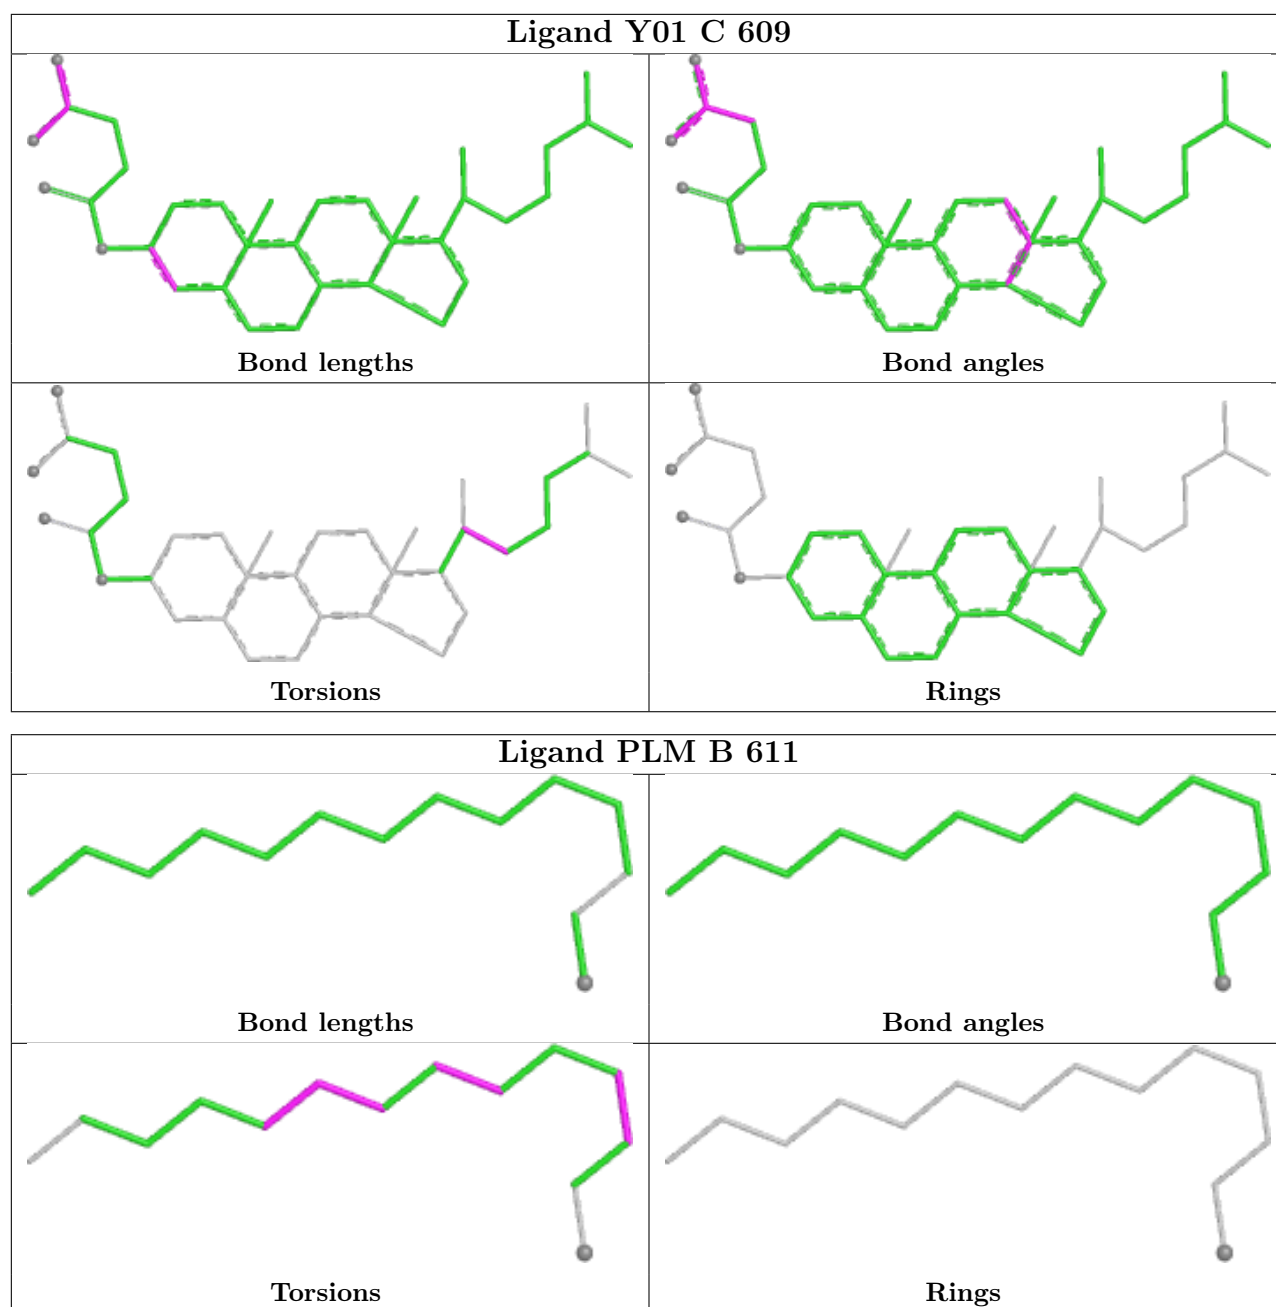 Ligand Y01 C 609
Bond lengths
Bond angles
Torsions
Rings
Ligand PLM B 611
Bond lengths
Bond angles
Torsions
Rings